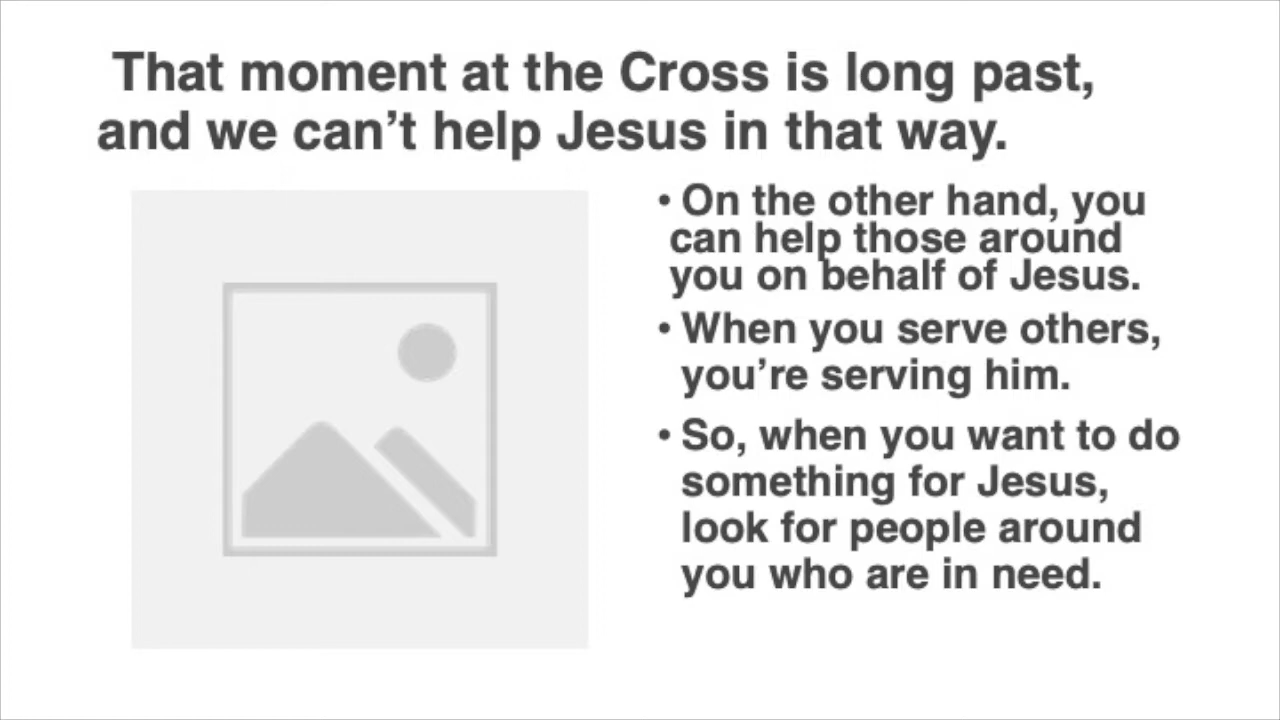 That moment at the Cross is long past,
and we can’t help Jesus in that way.
• On the other hand, you
can help those around
you on behalf of Jesus.
• When you serve others,
you’re serving him.
• So, when you want to do
something for Jesus,
look for people around
you who are in need.